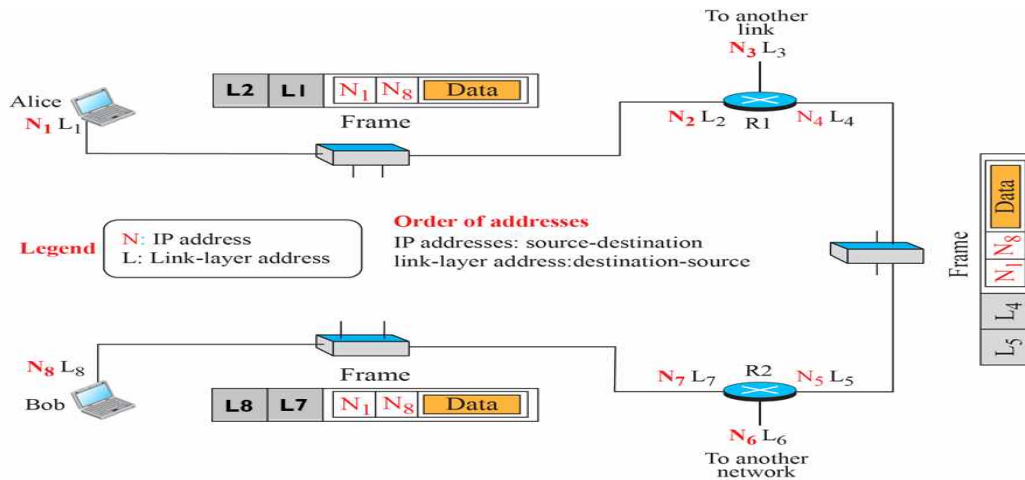 To another
link
N3 L3
L2 L1 N1 N8 Data
Frame
Alice
N1 L1
N2 L2
R1
N4 L4
Legend
N: IP address
L: Link-layer address
Order of addresses
IP addresses: source-destination
link-layer address:destination-source
Frame
L5 L4 N1 N8 Data
N8 L8
Bob
Frame
L8 L7 N1 N8 Data
N7 L7
R2
N5 L5
N6 L6
To another
network